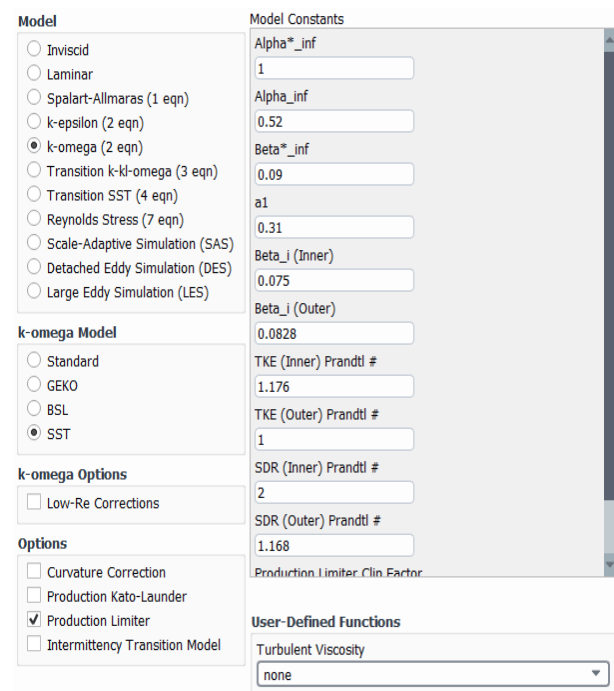 Model
Inviscid
Laminar
Spalart-Allmaras (1 eqn)
k-epsilon (2 eqn)
k-omega (2 eqn)
Transition k-kl-omega (3 eqn)
Transition SST (4 eqn)
Reynolds Stress (7 eqn)
Scale-Adaptive Simulation (SAS)
Detached Eddy Simulation (DES)
Large Eddy Simulation (LES)
k-omega Model
Standard
GEKO
BSL
SST
k-omega Options
Low-Re Corrections
Options
Curvature Correction
Production Kato-Launder
Production Limiter
Intermittency Transition Model
Model Constants
Alpha*_inf
1
Alpha_inf
0.52
Beta*_inf
0.09
a1
0.31
Beta_i (Inner)
0.075
Beta_i (Outer)
0.0828
TKE (Inner) Prandtl #
1.176
TKE (Outer) Prandtl #
1
SDR (Inner) Prandtl #
2
SDR (Outer) Prandtl #
1.168
Production Limiter Clip Factor
User-Defined Functions
Turbulent Viscosity
none